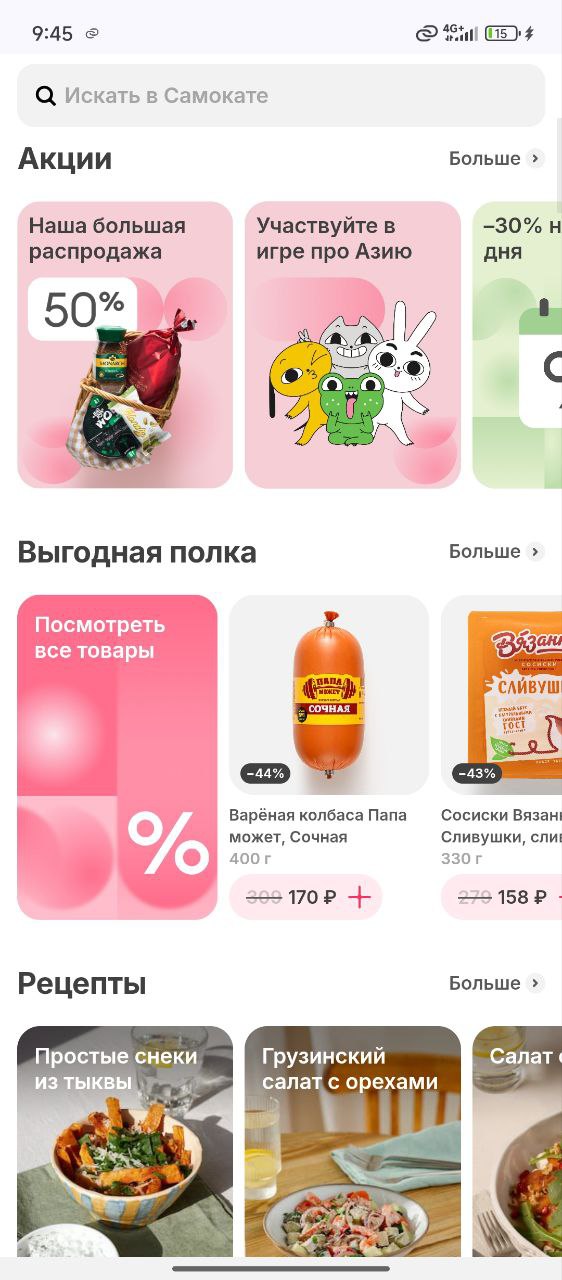 9:45
4G+
15
Искать в Самокате
Акции
Больше
Наша большая
распродажа
50%
Участвуйте в
игре про Азию
–30% н
дня
Выгодная полка
Больше
Посмотреть
все товары
%
ПАПА
МОЖЕТ
СОЧНАЯ
–44%
Варёная колбаса Папа
может, Сочная
400 г
309 170 ₽
Вязан
СОСИСКИ
СЛИВУШ
ГОСТ
–43%
Сосиски Вязан
Сливушки, слив
330 г
279 158 ₽
Рецепты
Больше
Простые снеки
из тыквы
Грузинский
салат с орехами
Салат с